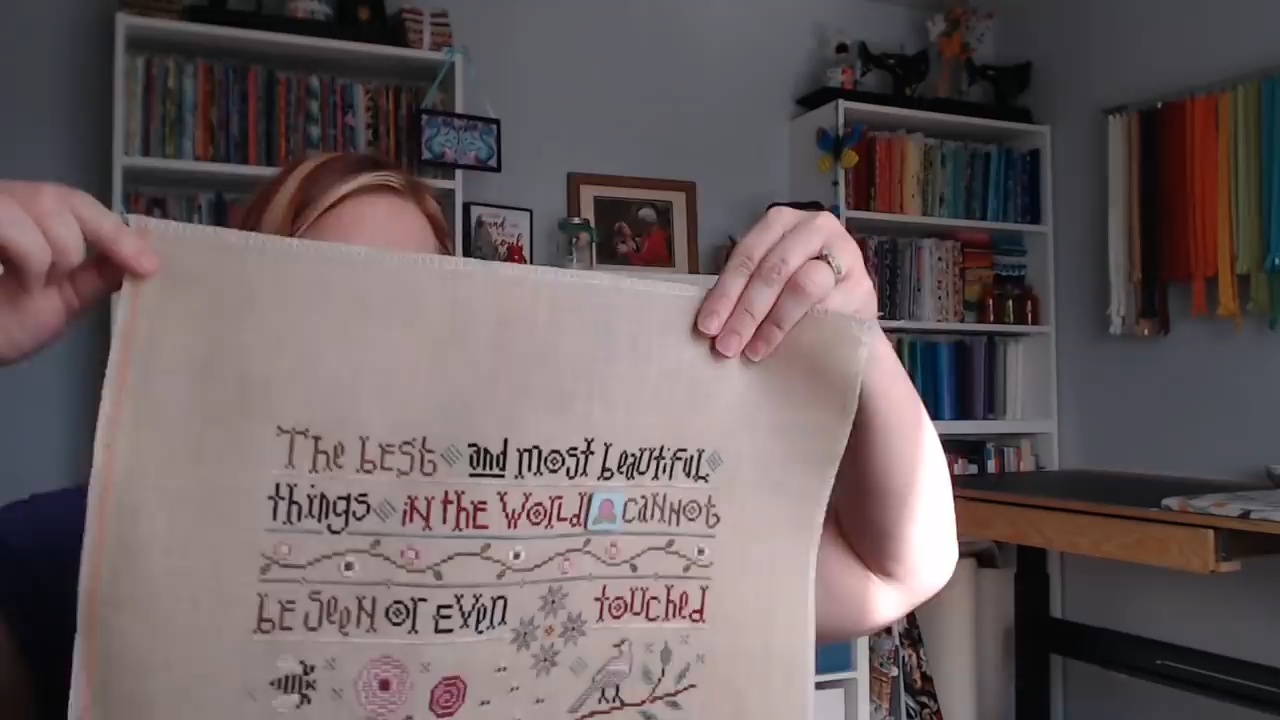 The best and most beautiful
things in the World cannot
be seen or even touched